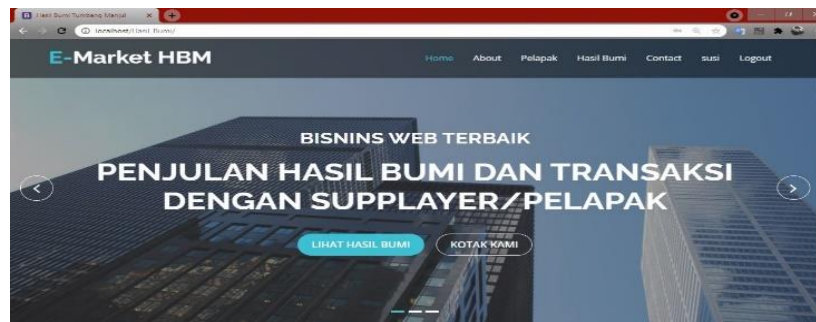 Hasil Bumi Tumbang Manjul
localhost/Hasil_Bumi/
E-Market HBM
Home About Pelapak Hasil Bumi Contact susi Logout
BISNINS WEB TERBAIK
PENJULAN HASIL BUMI DAN TRANSAKSI
DENGAN SUPPLAYER/PELAPAK
LIHAT HASIL BUMI KOTAK KAMI